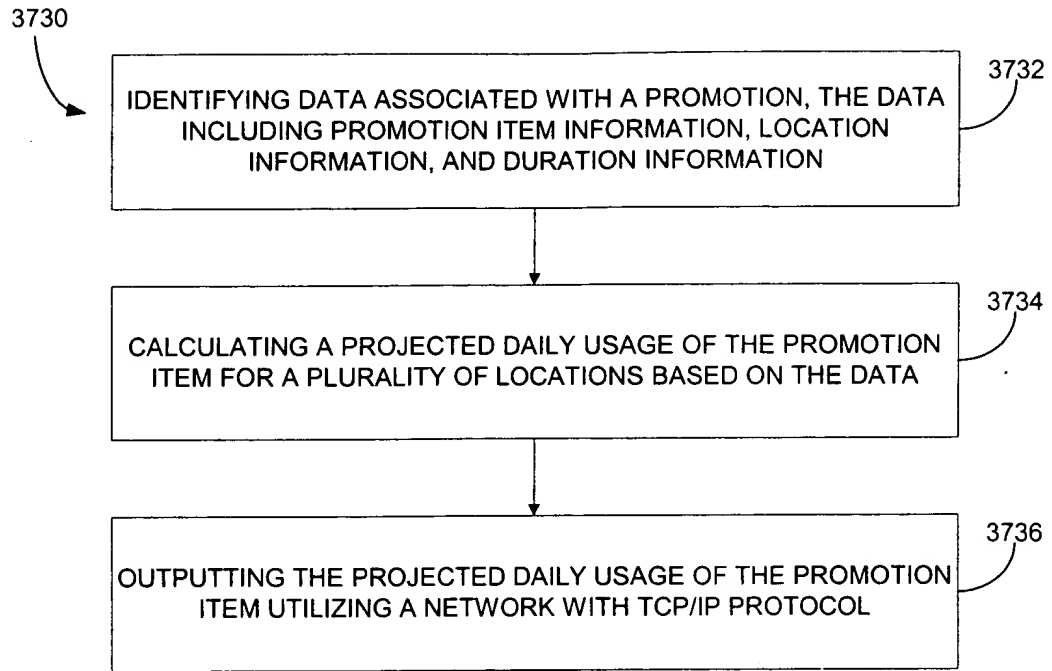 3730
3732
IDENTIFYING DATA ASSOCIATED WITH A PROMOTION, THE DATA
INCLUDING PROMOTION ITEM INFORMATION, LOCATION
INFORMATION, AND DURATION INFORMATION
3734
CALCULATING A PROJECTED DAILY USAGE OF THE PROMOTION
ITEM FOR A PLURALITY OF LOCATIONS BASED ON THE DATA
3736
OUTPUTTING THE PROJECTED DAILY USAGE OF THE PROMOTION
ITEM UTILIZING A NETWORK WITH TCP/IP PROTOCOL